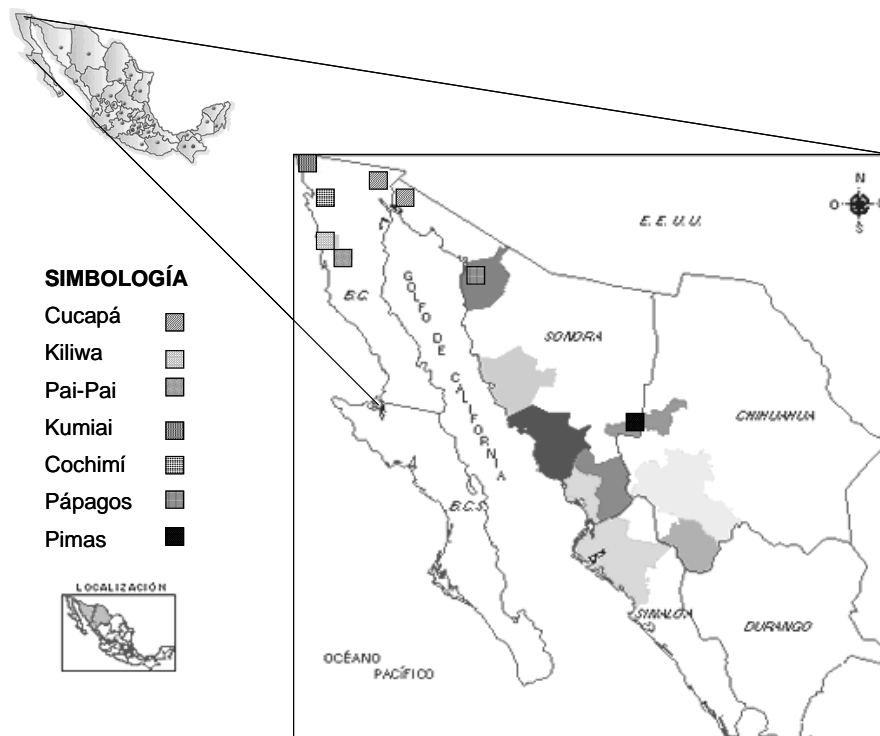 N
O
S
E. E. U. U.
SIMBOLOGÍA
Cucapá
Kiliwa
Pai-Pai
Kumiai
Cochimí
Pápagos
Pimas
B.C.
GOLFO DE CALIFORNIA
SONORA
CHIHUAHUA
B.C.S.
SINALOA
DURANGO
LOCALIZACIÓN
OCÉANO
PACÍFICO